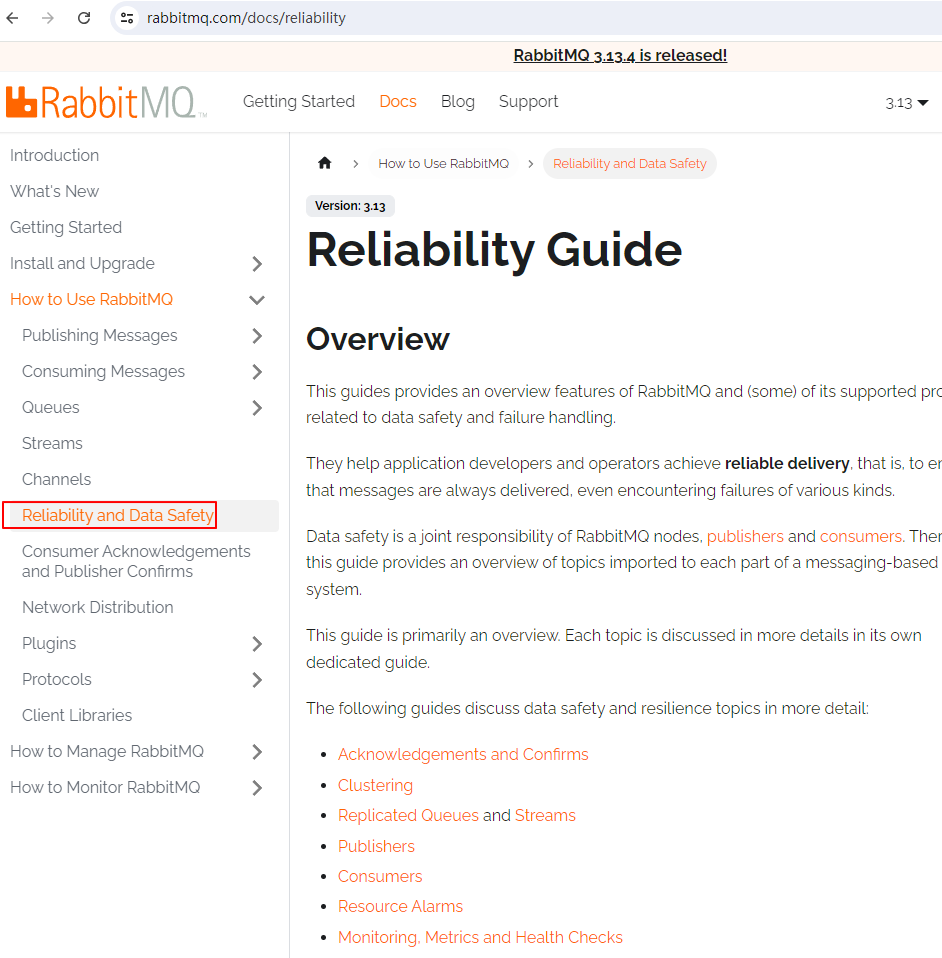 rabbitmq.com/docs/reliability
RabbitMQ 3.13.4 is released!
RabbitMQ TM
Getting Started Docs Blog Support 3.13
Introduction
What's New
Getting Started
Install and Upgrade
How to Use RabbitMQ
Publishing Messages
Consuming Messages
Queues
Streams
Channels
Reliability and Data Safety
Consumer Acknowledgements
and Publisher Confirms
Network Distribution
Plugins
Protocols
Client Libraries
How to Manage RabbitMQ
How to Monitor RabbitMQ
How to Use RabbitMQ Reliability and Data Safety
Version: 3.13
Reliability Guide
Overview
This guides provides an overview features of RabbitMQ and (some) of its supported pro
related to data safety and failure handling.
They help application developers and operators achieve reliable delivery, that is, to en
that messages are always delivered, even encountering failures of various kinds.
Data safety is a joint responsibility of RabbitMQ nodes, publishers and consumers. Ther
this guide provides an overview of topics imported to each part of a messaging-based
system.
This guide is primarily an overview. Each topic is discussed in more details in its own
dedicated guide.
The following guides discuss data safety and resilience topics in more detail:
• Acknowledgements and Confirms
• Clustering
• Replicated Queues and Streams
• Publishers
• Consumers
• Resource Alarms
• Monitoring, Metrics and Health Checks